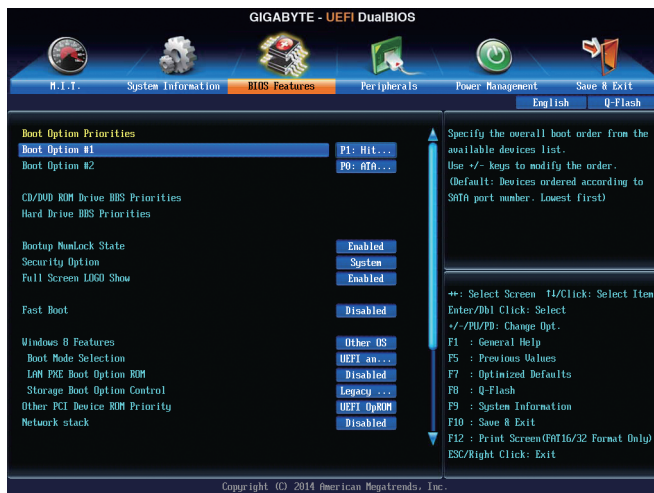 GIGABYTE - UEFI DualBIOS
M.I.T.
System Information
BIOS Features
Peripherals
Power Management
Save & Exit
English
Q-Flash
Boot Option Priorities
Boot Option #1 P1: Hit...
Boot Option #2 P0: ATA...
CD/DVD ROM Drive BBS Priorities
Hard Drive BBS Priorities
Bootup NumLock State Enabled
Security Option System
Full Screen LOGO Show Enabled
Fast Boot Disabled
Windows 8 Features Other OS
Boot Mode Selection UEFI an...
LAN PXE Boot Option ROM Disabled
Storage Boot Option Control Legacy ...
Other PCI Device ROM Priority UEFI OpROM
Network stack Disabled
Specify the overall boot order from the
available devices list.
Use +/- keys to modify the order.
(Default: Devices ordered according to
SATA port number. Lowest first)
→←: Select Screen ↑↓/Click: Select Item
Enter/Dbl Click: Select
+/-/PU/PD: Change Opt.
F1 : General Help
F5 : Previous Values
F7 : Optimized Defaults
F8 : Q-Flash
F9 : System Information
F10 : Save & Exit
F12 : Print Screen(FAT16/32 Format Only)
ESC/Right Click: Exit
Copyright (C) 2014 American Megatrends, Inc.